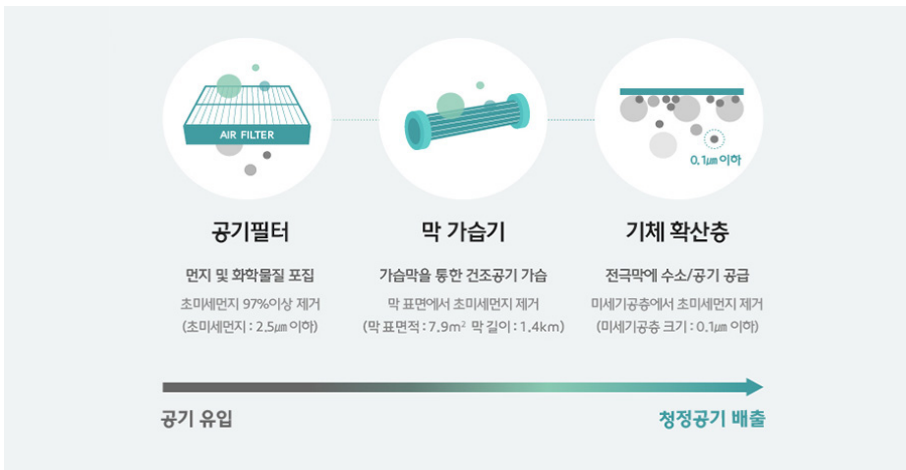 AIR FILTER
0.1㎛ 이하
공기필터
먼지 및 화학물질 포집
초미세먼지 97%이상 제거
(초미세먼지 : 2.5㎛ 이하)
막 가습기
가습막을 통한 건조공기 가습
막 표면에서 초미세먼지 제거
(막 표면적 : 7.9m² 막 길이 : 1.4km)
기체 확산층
전극막에 수소/공기 공급
미세기공층에서 초미세먼지 제거
(미세기공층 크기 : 0.1㎛ 이하)
공기 유입
청정공기 배출